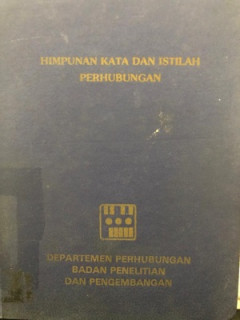 HIMPUNAN KATA DAN ISTILAH
PERHUBUNGAN
DEPARTEMEN PERHUBUNGAN
BADAN PENELITIAN
DAN PENGEMBANGAN